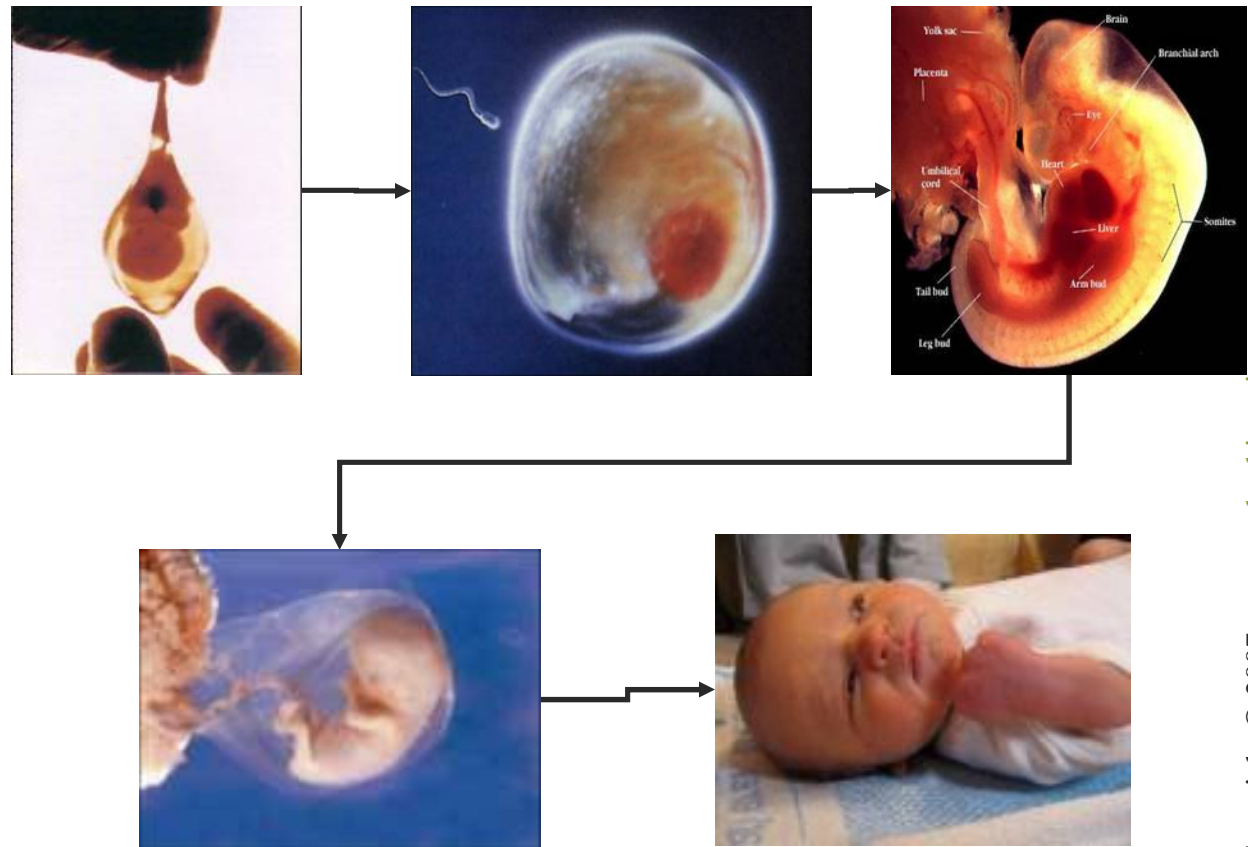 Brain
Yolk sac
Branchial arch
Placenta
Eye
Heart
Umbilical
cord
Somites
Liver
Arm bud
Tail bud
Leg bud